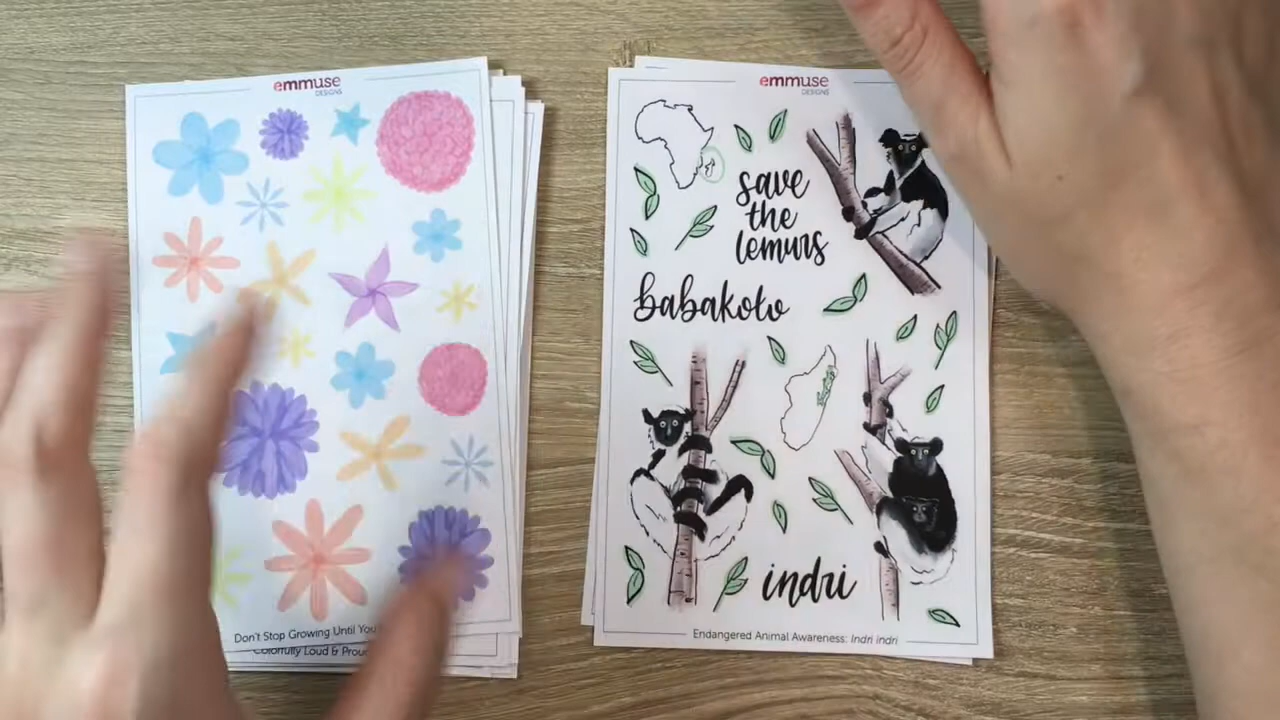 emmuse
DESIGNS
Don't Stop Growing Until You
Colorfully Loud & Proud
emmuse
DESIGNS
save
the
lemurs
babakoto
indri
Endangered Animal Awareness: Indri indri